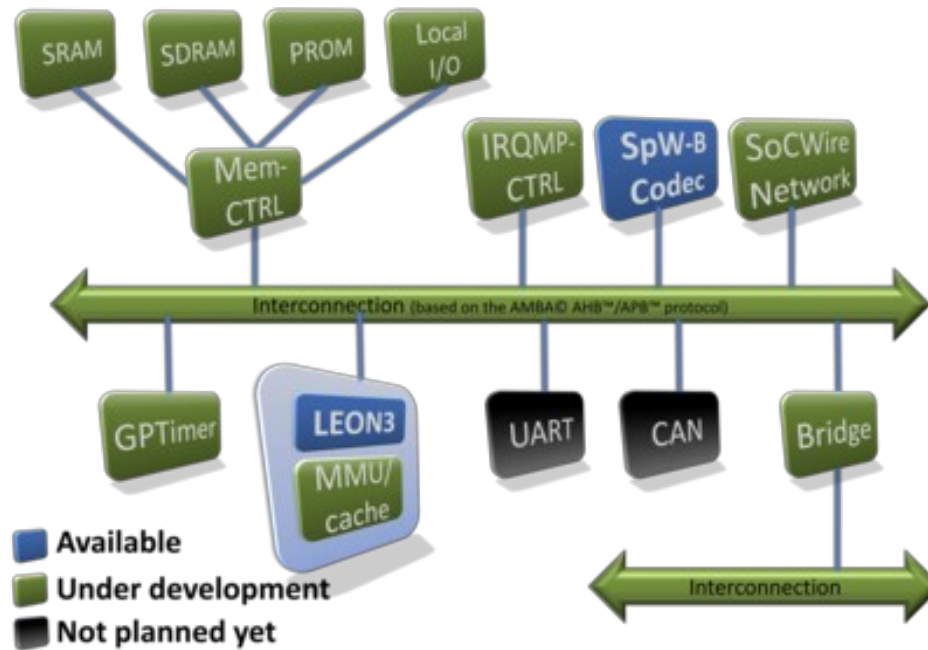 SRAM
SDRAM
PROM
Local
I/O
Mem-
CTRL
IRQMP-
CTRL
SpW-B
Codec
SoCWire
Network
Interconnection (based on the AMBA© AHB™/APB™ protocol)
GPTimer
LEON3
MMU/
cache
UART
CAN
Bridge
Available
Under development
Not planned yet
Interconnection